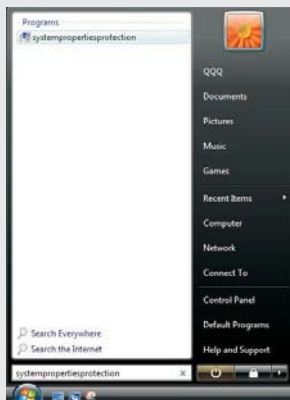 Programs
systempropertiesprotection
QQQ
Documents
Pictures
Music
Games
Recent Items
Computer
Network
Connect To
Control Panel
Default Programs
Help and Support
Search Everywhere
Search the Internet
systempropertiesprotection